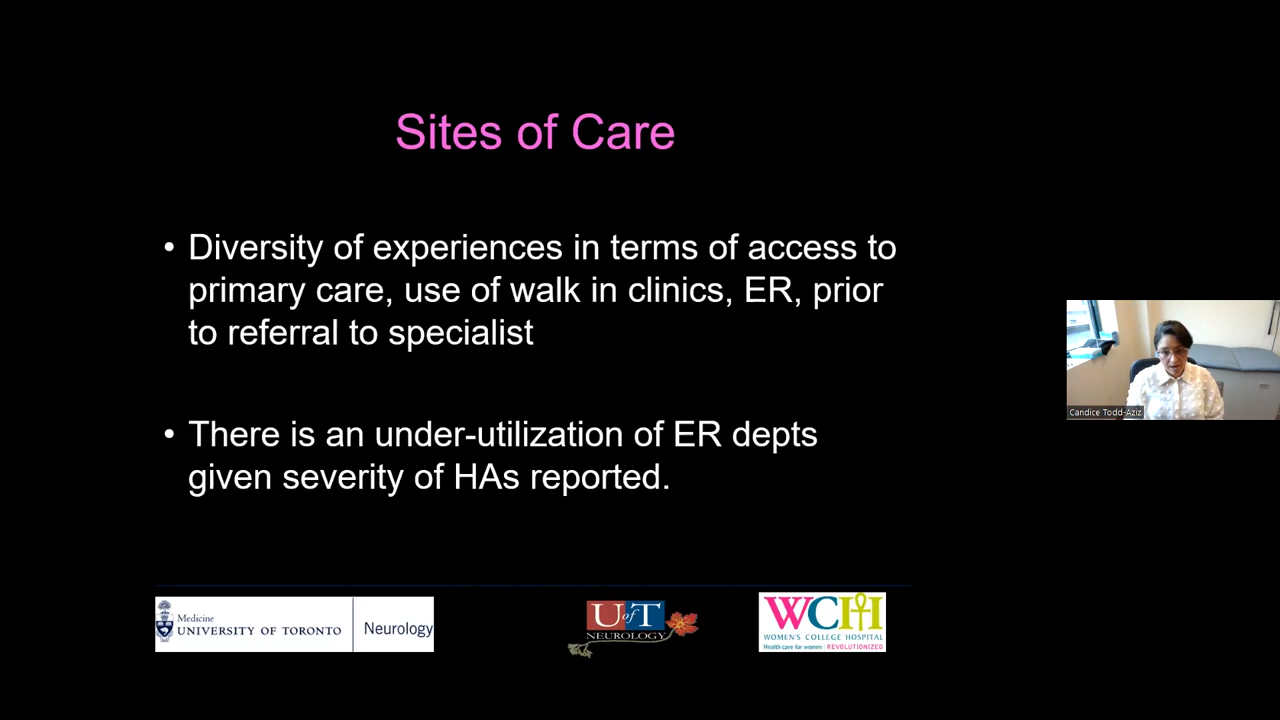 Sites of Care
• Diversity of experiences in terms of access to
primary care, use of walk in clinics, ER, prior
to referral to specialist
• There is an under-utilization of ER depts
given severity of HAs reported.
Candice Todd-Aziz
Medicine
UNIVERSITY OF TORONTO
Neurology
UofT
NEUROLOGY
WCH
WOMEN'S COLLEGE HOSPITAL
Health care for women | REVOLUTIONIZED